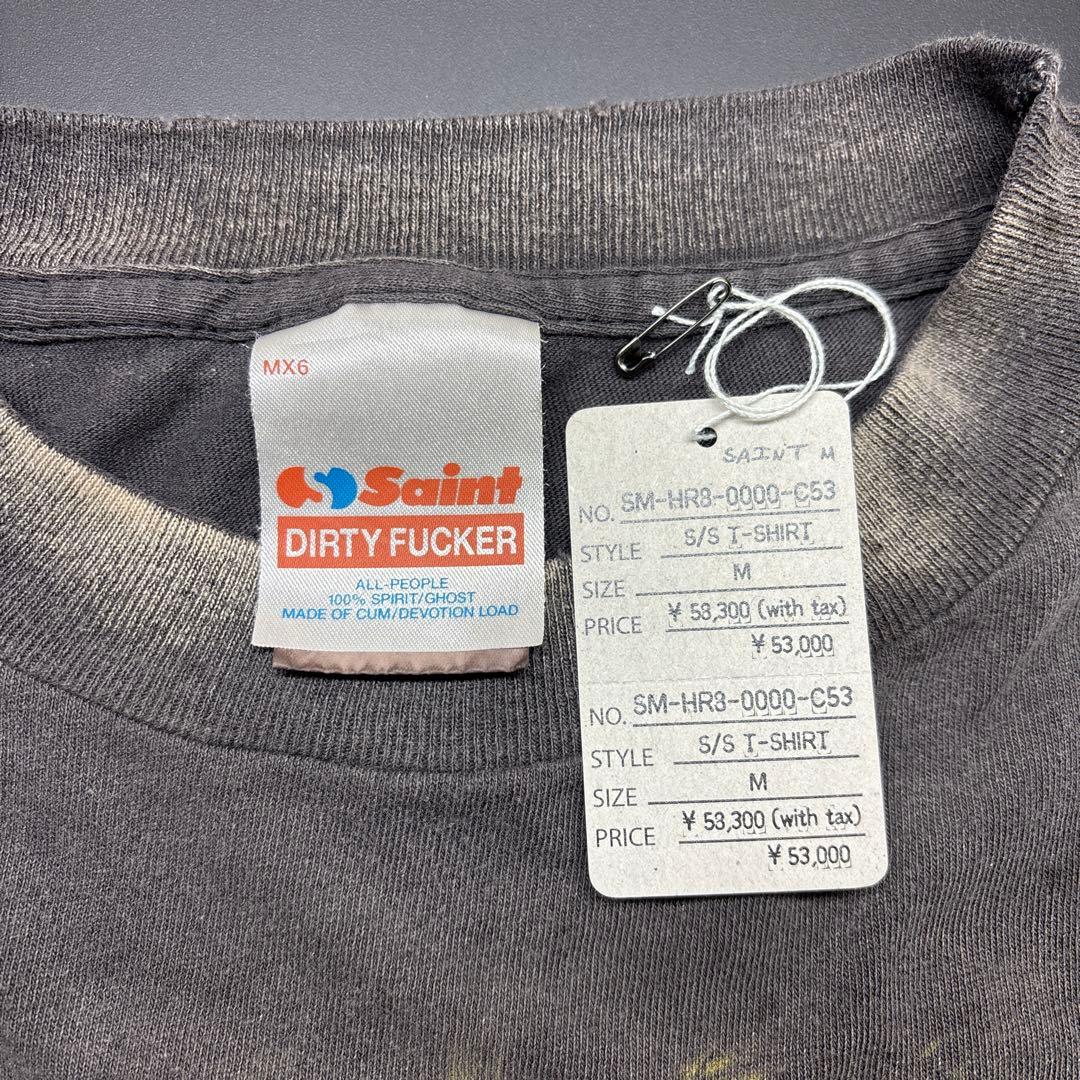 MX6
Saint
DIRTY FUCKER
ALL-PEOPLE
100% SPIRIT/GHOST
MADE OF CUM/DEVOTION LOAD
SAINT M
NO. SM-HR8-0000-C53
STYLE S/S T-SHIRT
SIZE M
PRICE ¥ 58,300 (with tax)
¥ 53,000
NO. SM-HR8-0000-C53
STYLE S/S T-SHIRT
SIZE M
PRICE ¥ 58,300 (with tax)
¥ 53,000